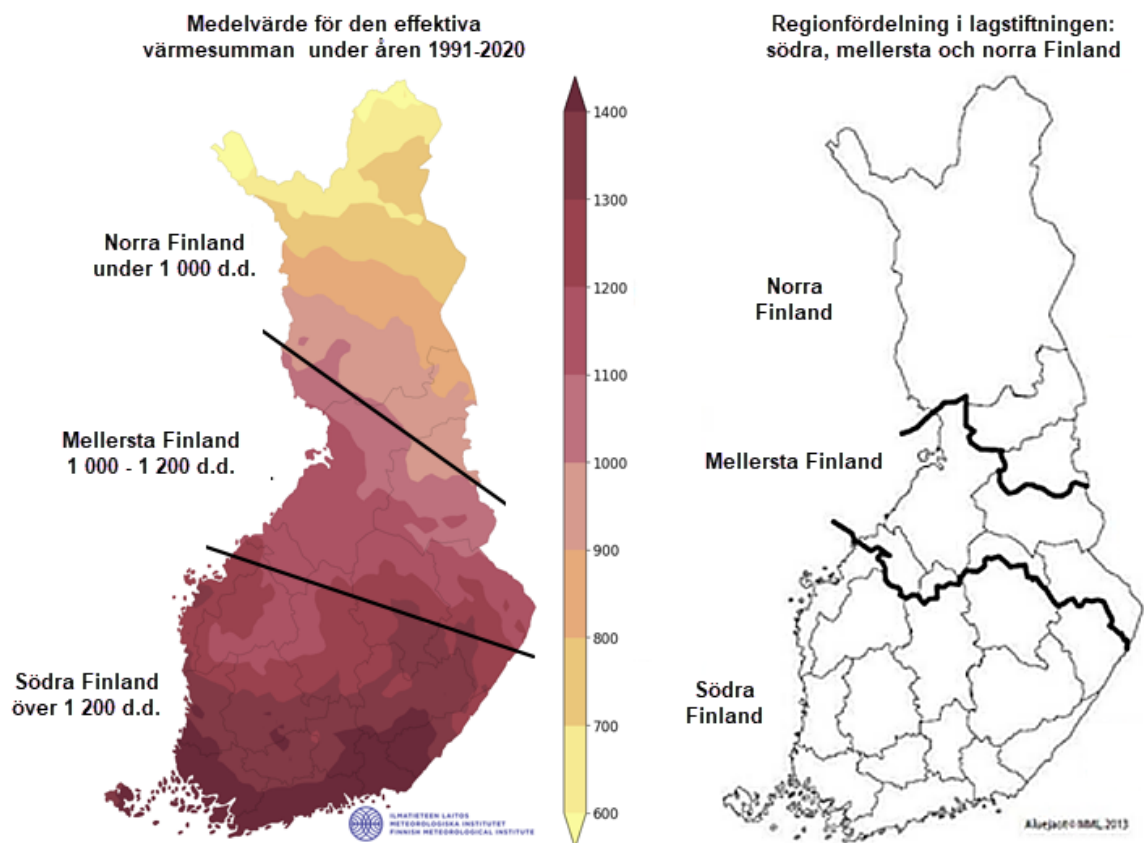 Medelvärde för den effektiva
värmesumman under åren 1991-2020
Norra Finland
under 1 000 d.d.
Mellersta Finland
1 000 - 1 200 d.d.
Södra Finland
över 1 200 d.d.
1400
1300
1200
1100
1000
900
800
700
600
ILMATIETEEN LAITOS
METEOROLOGISKA INSTITUTET
FINNISH METEOROLOGICAL INSTITUTE
Regionfördelning i lagstiftningen:
södra, mellersta och norra Finland
Norra
Finland
Mellersta Finland
Södra
Finland
Aluejaot © MML, 2013